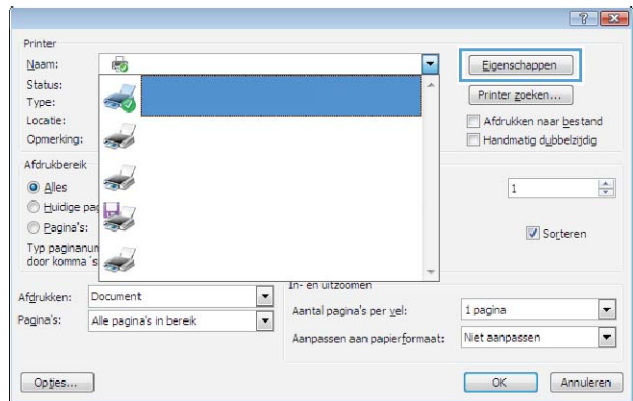 Printer
Naam:
Eigenschappen
Status:
Type:
Printer zoeken...
Locatie:
Afdrukken naar bestand
Opmerking:
Handmatig dubbelzijdig
Afdrukbereik
Alles
1
Huidige pag
Pagina's:
Sorteren
Typ paginanun
door komma ´s
In- en uitzoomen
Afdrukken: Document
Aantal pagina's per vel: 1 pagina
Pagina's: Alle pagina's in bereik
Aanpassen aan papierformaat: Niet aanpassen
Opties...
OK
Annuleren